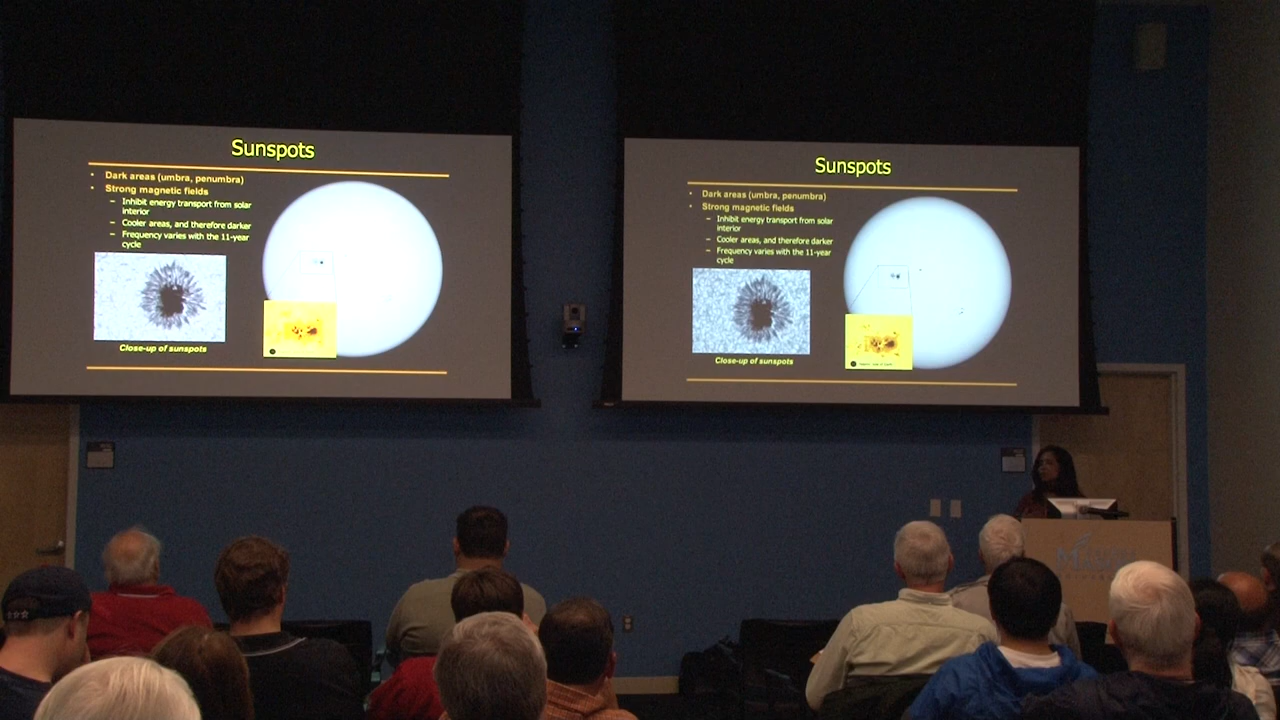 Sunspots
• Dark areas (umbra, penumbra)
• Strong magnetic fields
– Inhibit energy transport from solar
interior
– Cooler areas, and therefore darker
– Frequency varies with the 11-year
cycle
Close-up of sunspots
Sunspots
• Dark areas (umbra, penumbra)
• Strong magnetic fields
– Inhibit energy transport from solar
interior
– Cooler areas, and therefore darker
– Frequency varies with the 11-year
cycle
Close-up of sunspots